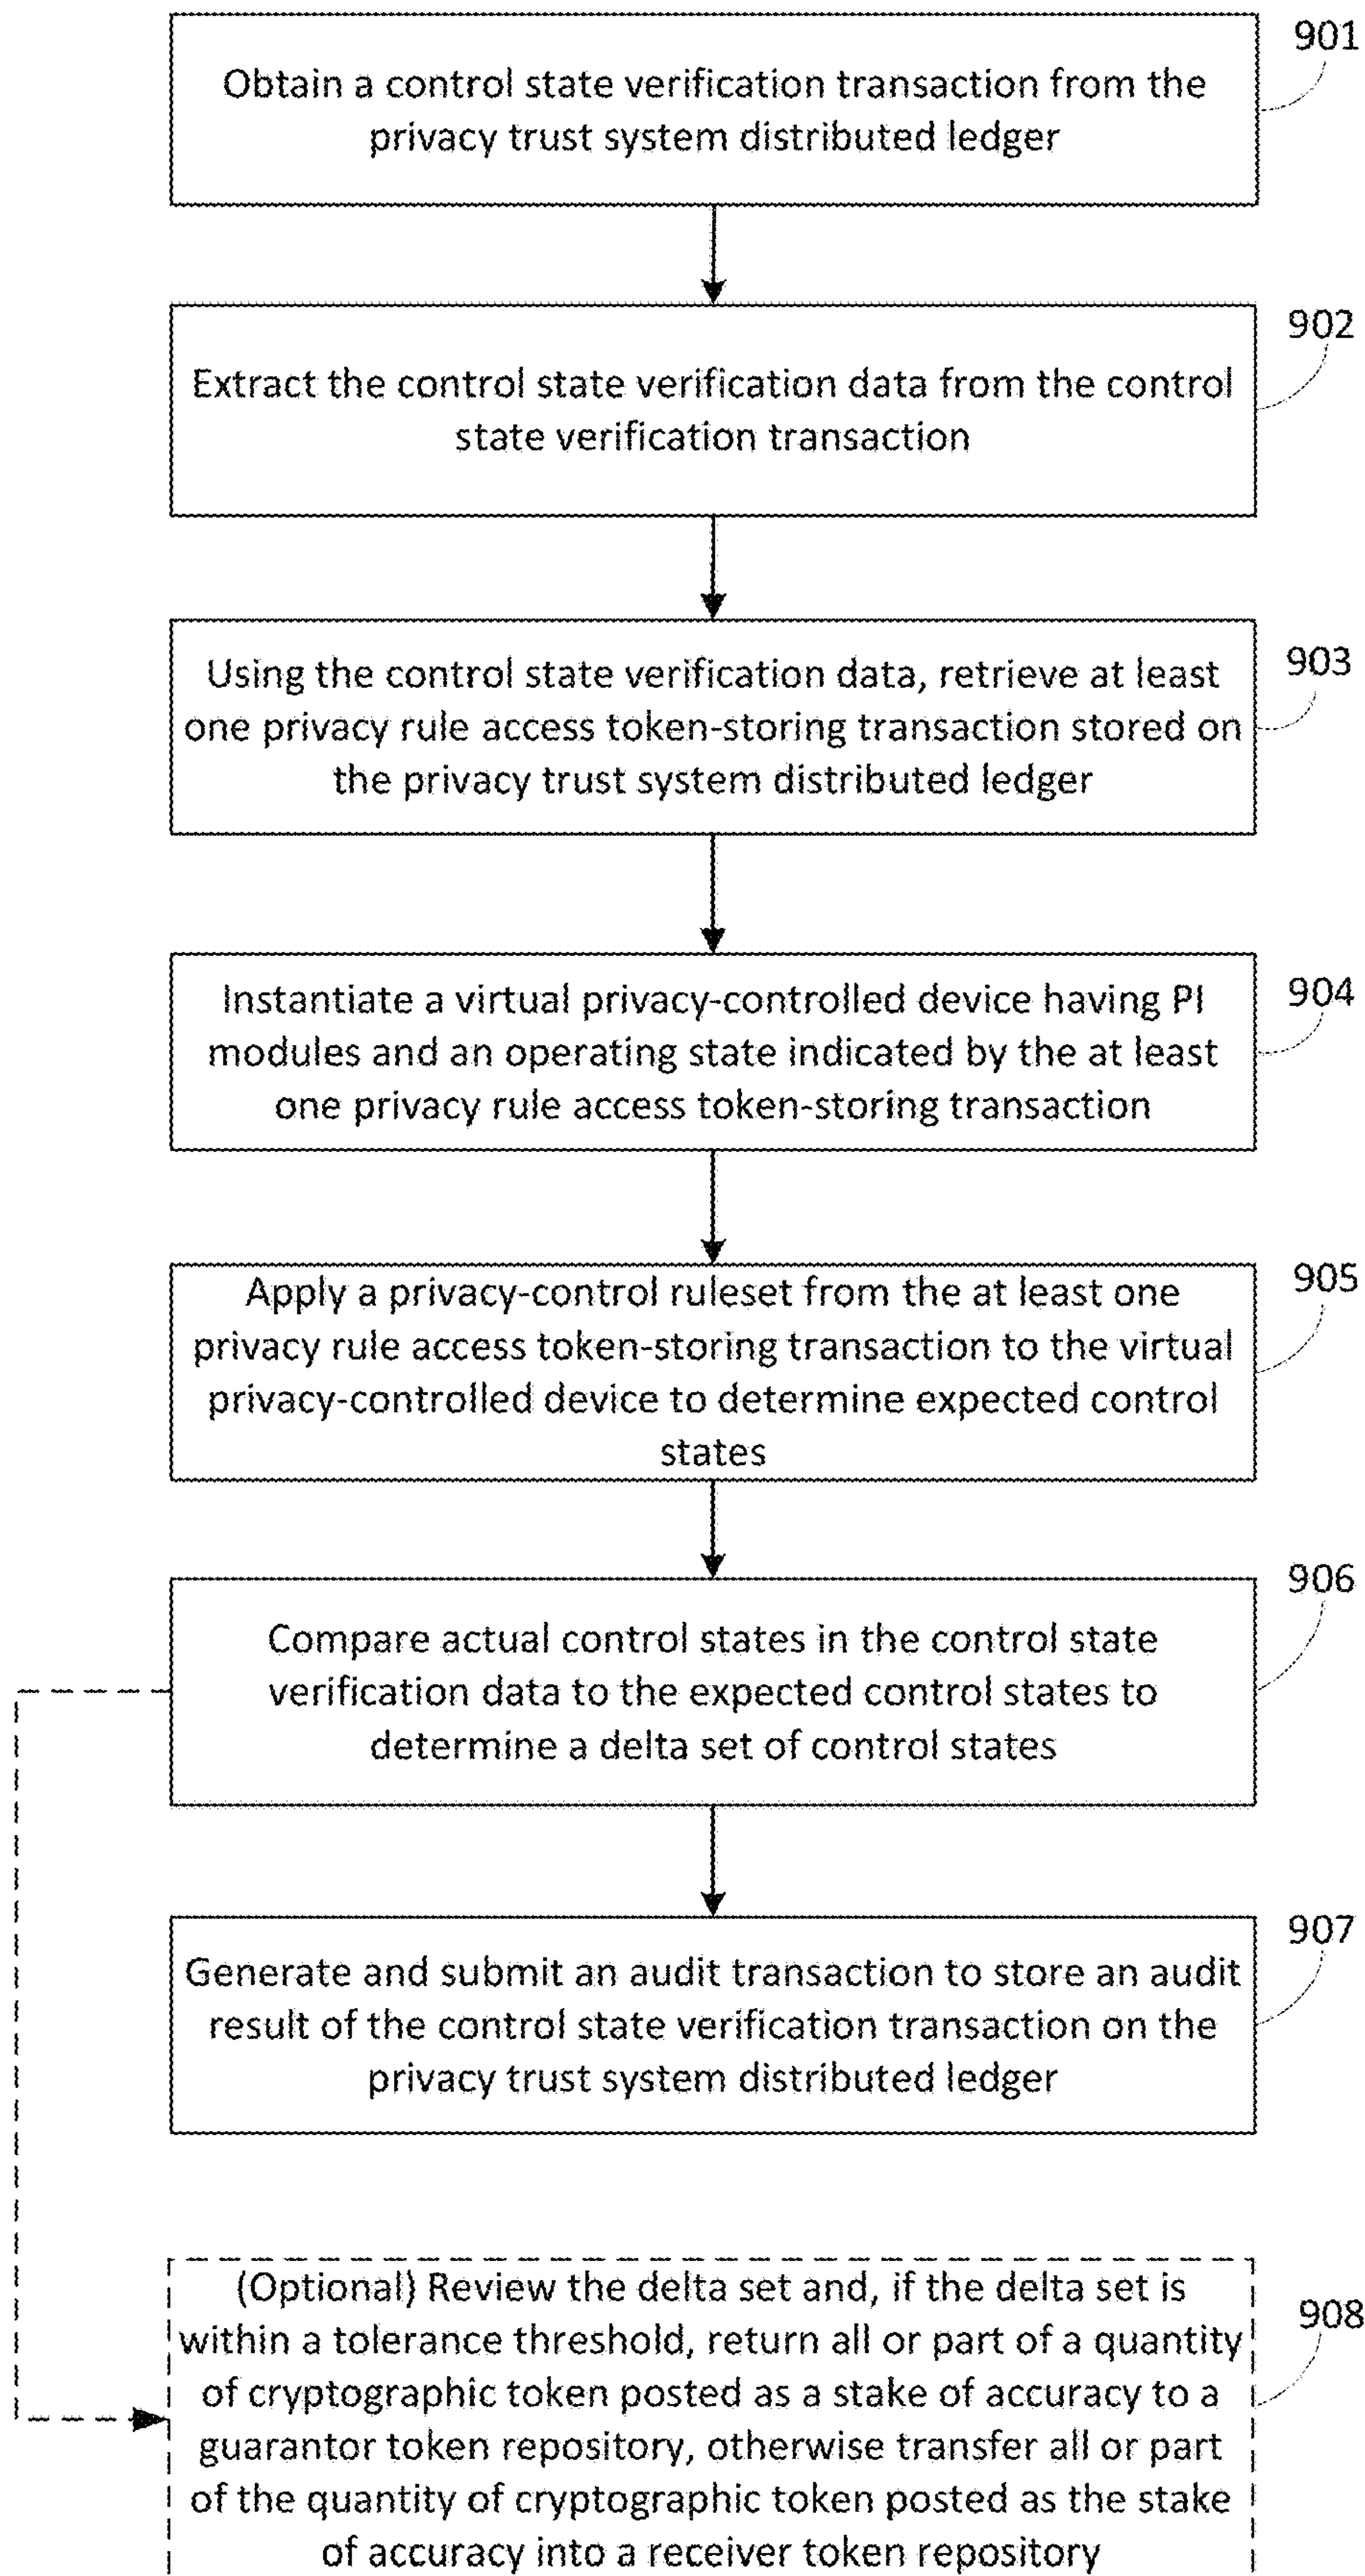 901
Obtain a control state verification transaction from the
privacy trust system distributed ledger
902
Extract the control state verification data from the control
state verification transaction
903
Using the control state verification data, retrieve at least
one privacy rule access token-storing transaction stored on
the privacy trust system distributed ledger
904
Instantiate a virtual privacy-controlled device having PI
modules and an operating state indicated by the at least
one privacy rule access token-storing transaction
905
Apply a privacy-control ruleset from the at least one
privacy rule access token-storing transaction to the virtual
privacy-controlled device to determine expected control
states
906
Compare actual control states in the control state
verification data to the expected control states to
determine a delta set of control states
907
Generate and submit an audit transaction to store an audit
result of the control state verification transaction on the
privacy trust system distributed ledger
908
(Optional) Review the delta set and, if the delta set is
within a tolerance threshold, return all or part of a quantity
of cryptographic token posted as a stake of accuracy to a
guarantor token repository, otherwise transfer all or part
of the quantity of cryptographic token posted as the stake
of accuracy into a receiver token repository